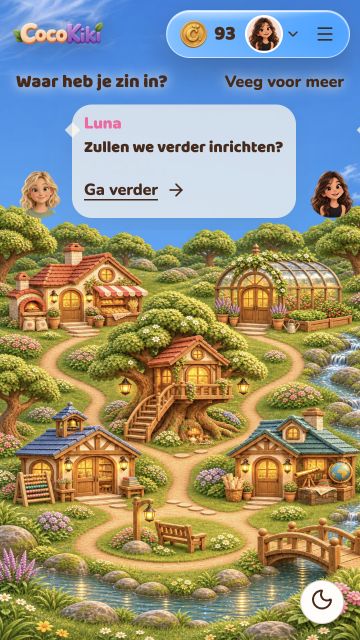 CocoKiki
C 93
Waar heb je zin in?
Veeg voor meer
Luna
Zullen we verder inrichten?
Ga verder